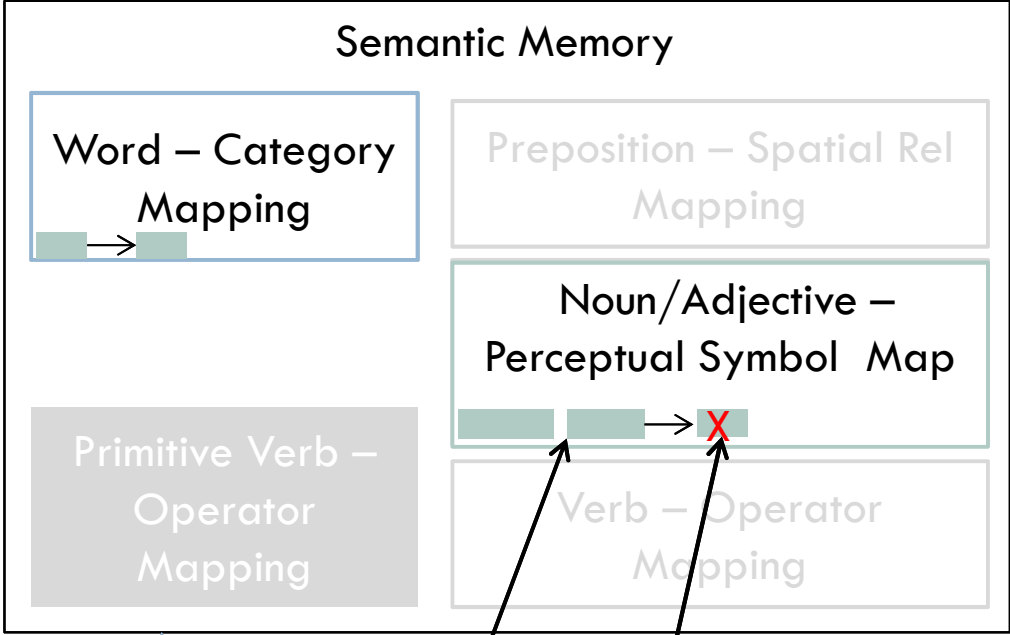 Semantic Memory
Word – Category
Mapping
Preposition – Spatial Rel
Mapping
Noun/Adjective –
Perceptual Symbol Map
X
Primitive Verb –
Operator
Mapping
Verb – Operator
Mapping